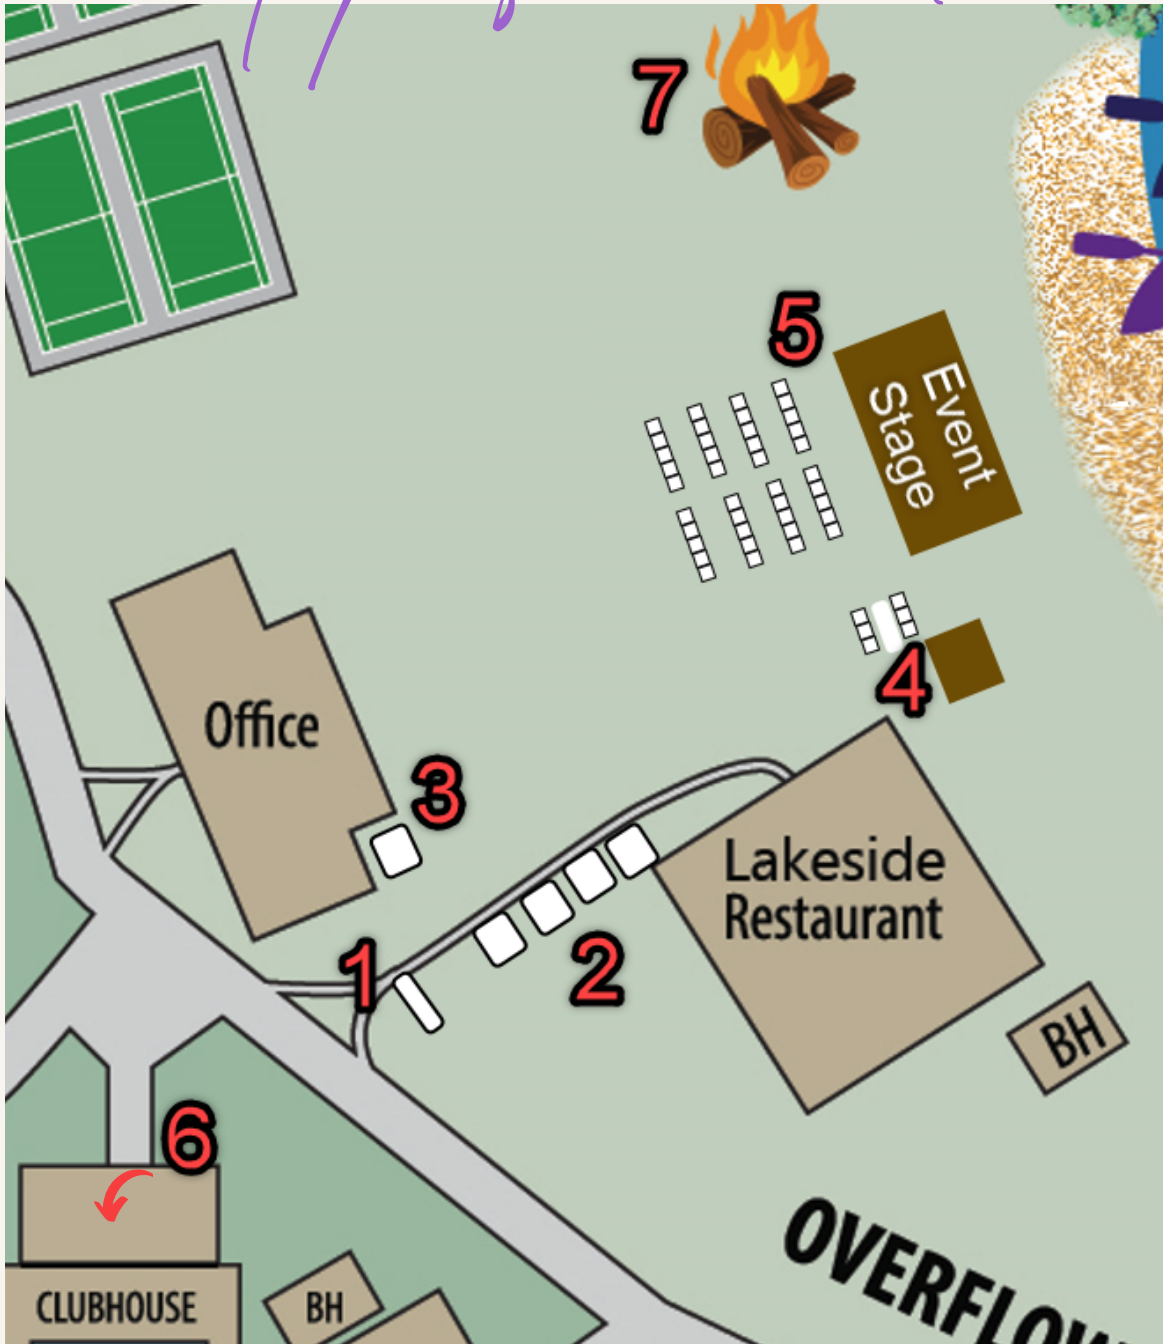 7
5
Event
Stage
4
Office
3
Lakeside
Restaurant
1
2
BH
6
CLUBHOUSE
BH